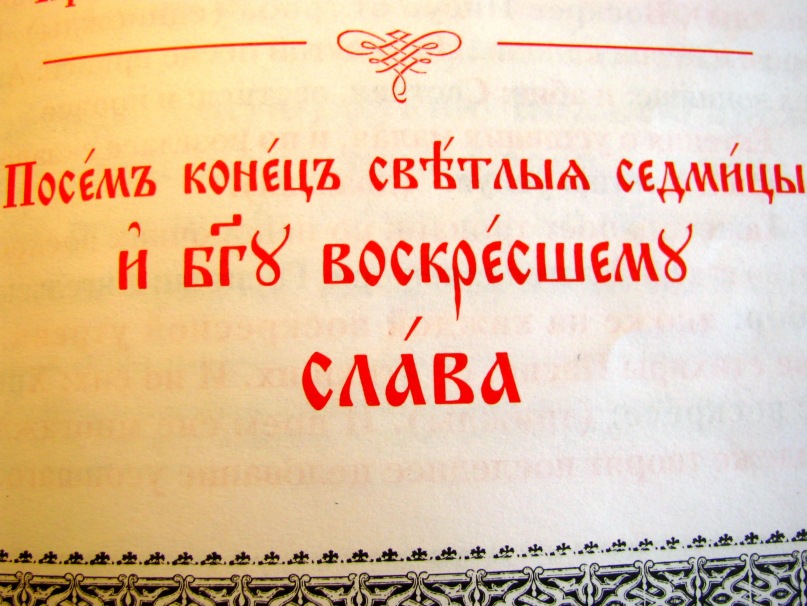 Посе́мъ коне́цъ свѣ́тлыѧ седми́цы
и҆ бг҃ꙋ воскре́сшемꙋ
сла́ва